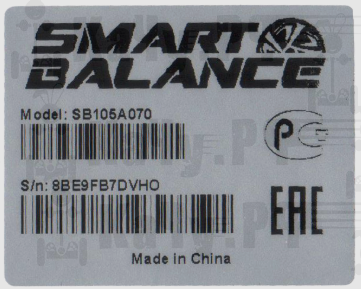 SMART
BALANCE
Model: SB105A070
S/n: 8BE9FB7DVHO
EAC
Made in China